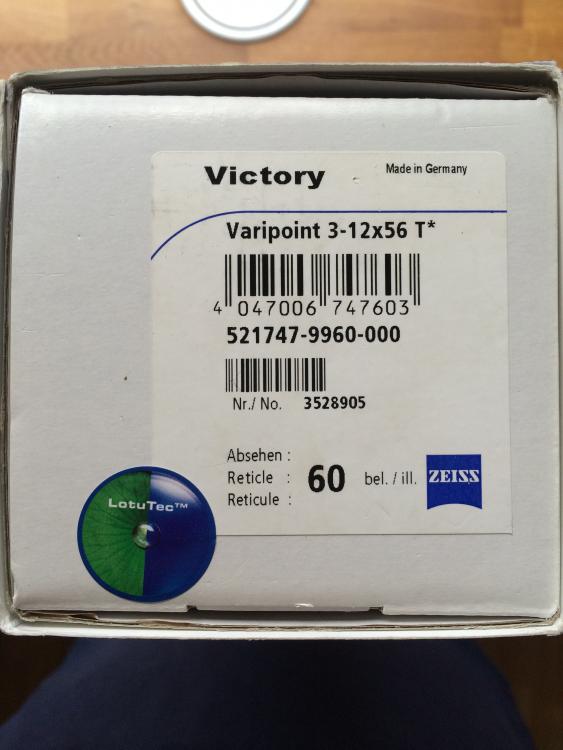 Victory
Made in Germany
Varipoint 3-12x56 T*
4 047006 747603
521747-9960-000
Nr./ No. 3528905
Absehen :
Reticle : 60 bel. / ill.
Reticule :
ZEISS
LotuTec™